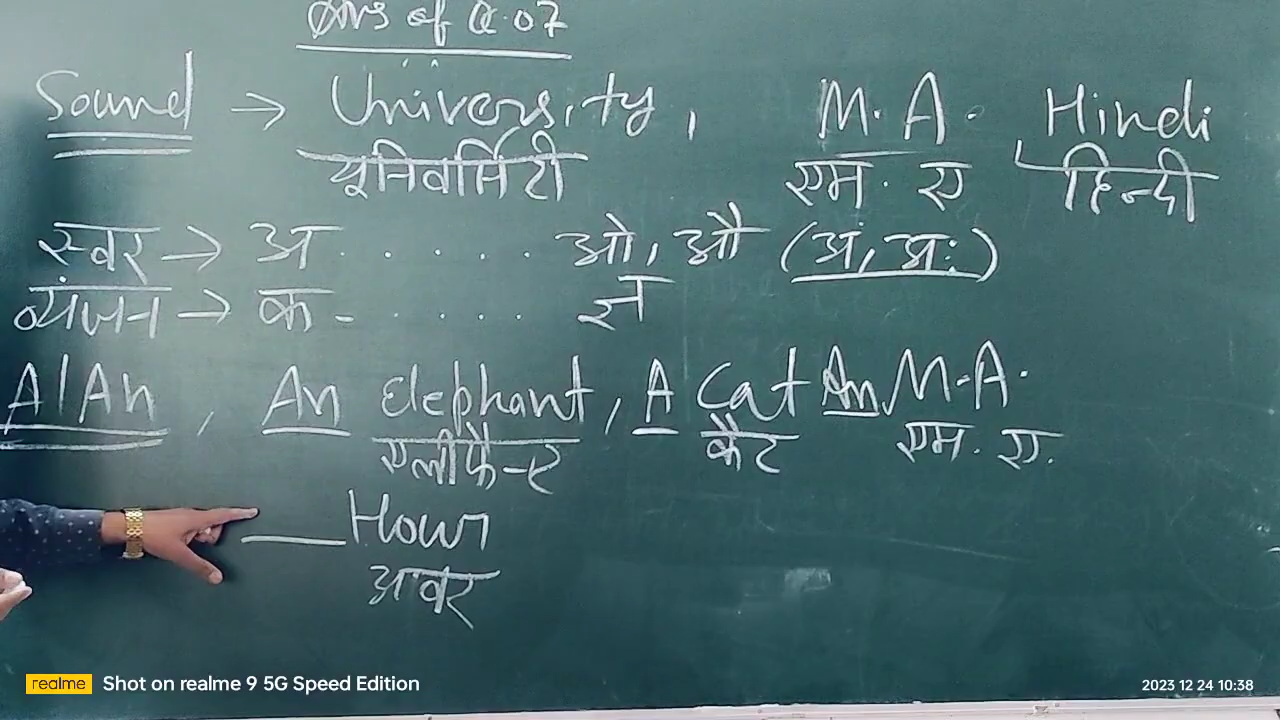 Ans of Q.07
Sound → University, M.A. Hindi
यूनिवर्सिटी एम. ए हिन्दी
स्वर → अ . . . . . ओ, औ (अं, अः)
व्यंजन → क - . . . . . ज्ञ
A/An, An Elephant, A Cat An M.A.
एलीफैन्ट कैट एम. ए.
____ Hour
आवर
realme Shot on realme 9 5G Speed Edition
2023 12 24 10:38